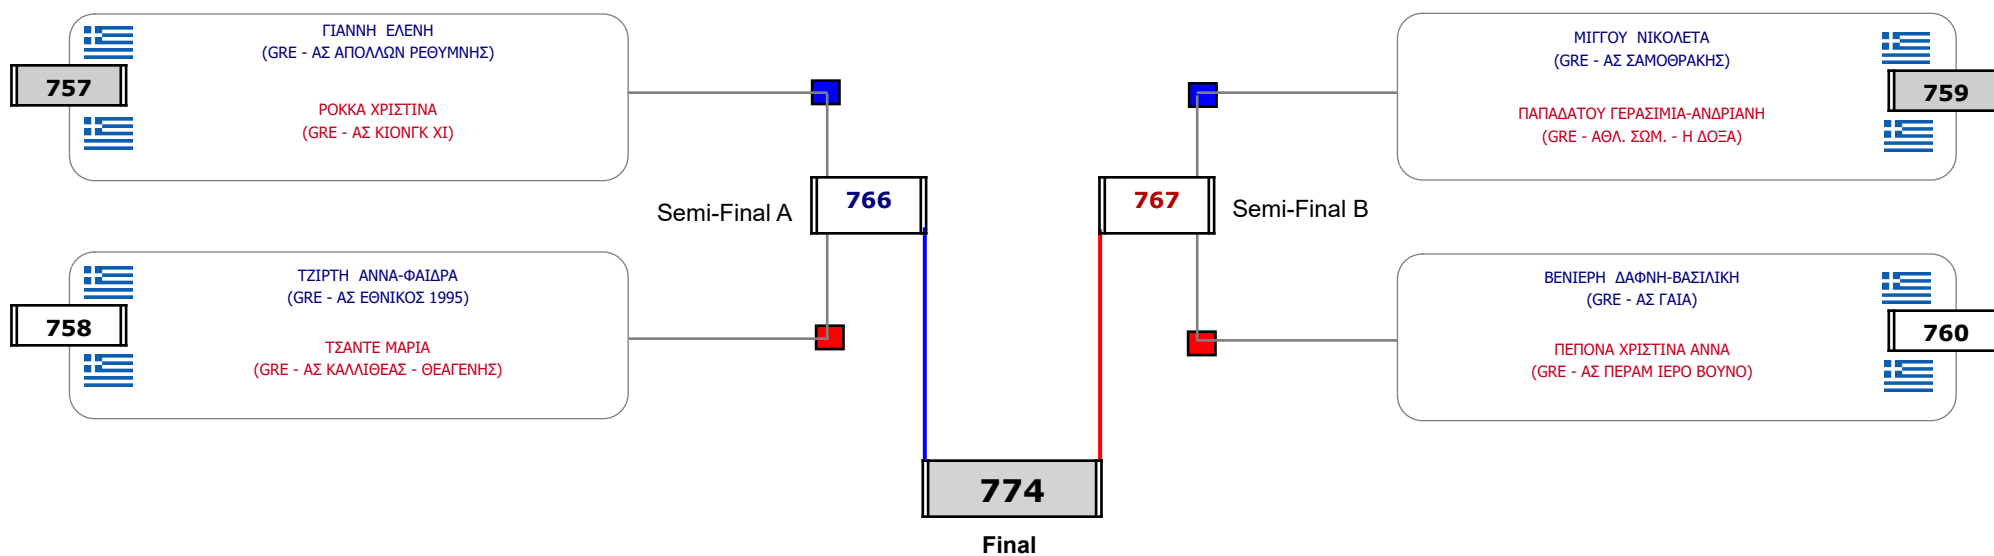 ΓΙΑΝΝΗ ΕΛΕΝΗ
(GRE - ΑΣ ΑΠΟΛΛΩΝ ΡΕΘΥΜΝΗΣ)
757
ΡΟΚΚΑ ΧΡΙΣΤΙΝΑ
(GRE - ΑΣ ΚΙΟΝΓΚ ΧΙ)
ΜΙΓΓΟΥ ΝΙΚΟΛΕΤΑ
(GRE - ΑΣ ΣΑΜΟΘΡΑΚΗΣ)
759
ΠΑΠΑΔΑΤΟΥ ΓΕΡΑΣΙΜΙΑ-ΑΝΔΡΙΑΝΗ
(GRE - ΑΘΛ. ΣΩΜ. - Η ΔΟΞΑ)
Semi-Final A
766
767
Semi-Final B
ΤΖΙΡΤΗ ΑΝΝΑ-ΦΑΙΔΡΑ
(GRE - ΑΣ ΕΘΝΙΚΟΣ 1995)
758
ΤΣΑΝΤΕ ΜΑΡΙΑ
(GRE - ΑΣ ΚΑΛΛΙΘΕΑΣ - ΘΕΑΓΕΝΗΣ)
ΒΕΝΙΕΡΗ ΔΑΦΝΗ-ΒΑΣΙΛΙΚΗ
(GRE - ΑΣ ΓΑΙΑ)
760
ΠΕΠΟΝΑ ΧΡΙΣΤΙΝΑ ΑΝΝΑ
(GRE - ΑΣ ΠΕΡΑΜ ΙΕΡΟ ΒΟΥΝΟ)
774
Final